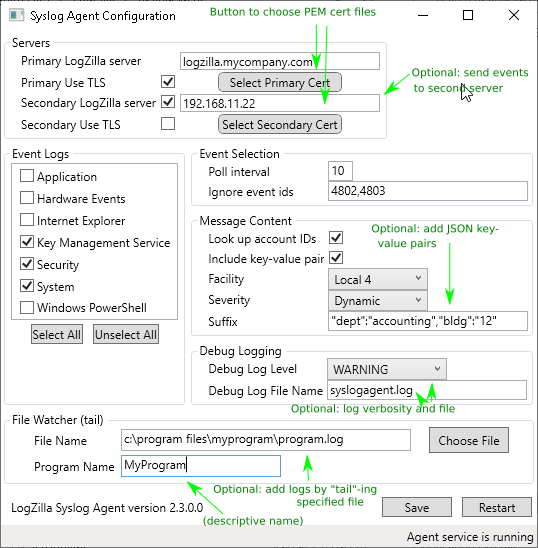 Syslog Agent Configuration
Button to choose PEM cert files
Servers
Primary LogZilla server
logzilla.mycompany.com
Primary Use TLS
Select Primary Cert
Optional: send events
to second server
Secondary LogZilla server
192.168.11.22
Secondary Use TLS
Select Secondary Cert
Event Logs
Application
Hardware Events
Internet Explorer
Key Management Service
Security
System
Windows PowerShell
Select All
Unselect All
Event Selection
Poll interval
10
Ignore event ids
4802,4803
Message Content
Look up account IDs
Optional: add JSON key-
value pairs
Include key-value pair
Facility
Local 4
Severity
Dynamic
Suffix
"dept":"accounting","bldg":"12"
Debug Logging
Debug Log Level
WARNING
Debug Log File Name
syslogagent.log
Optional: log verbosity and file
File Watcher (tail)
File Name
c:\program files\myprogram\program.log
Choose File
Program Name
MyProgram
Optional: add logs by "tail"-ing
specified file
LogZilla Syslog Agent version 2.3.0.0
Save
Restart
(descriptive name)
Agent service is running